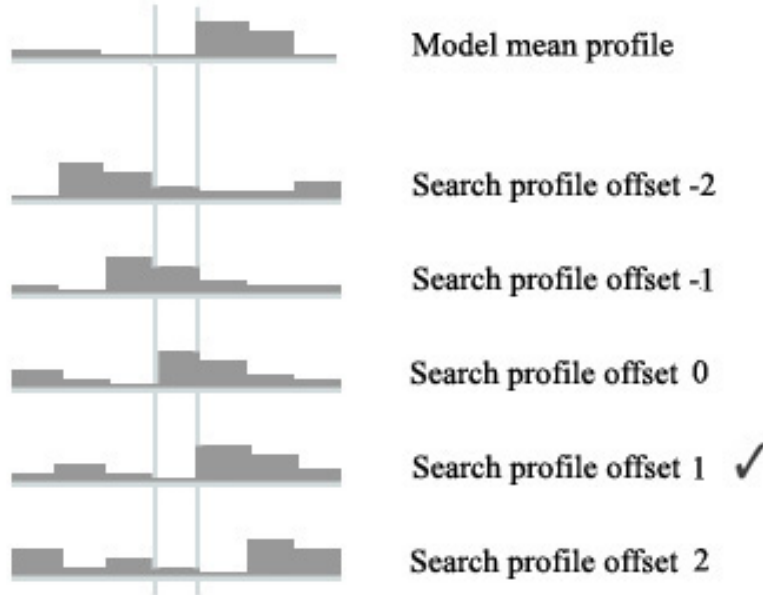 Model mean profile
Search profile offset -2
Search profile offset -1
Search profile offset 0
Search profile offset 1 ✓
Search profile offset 2